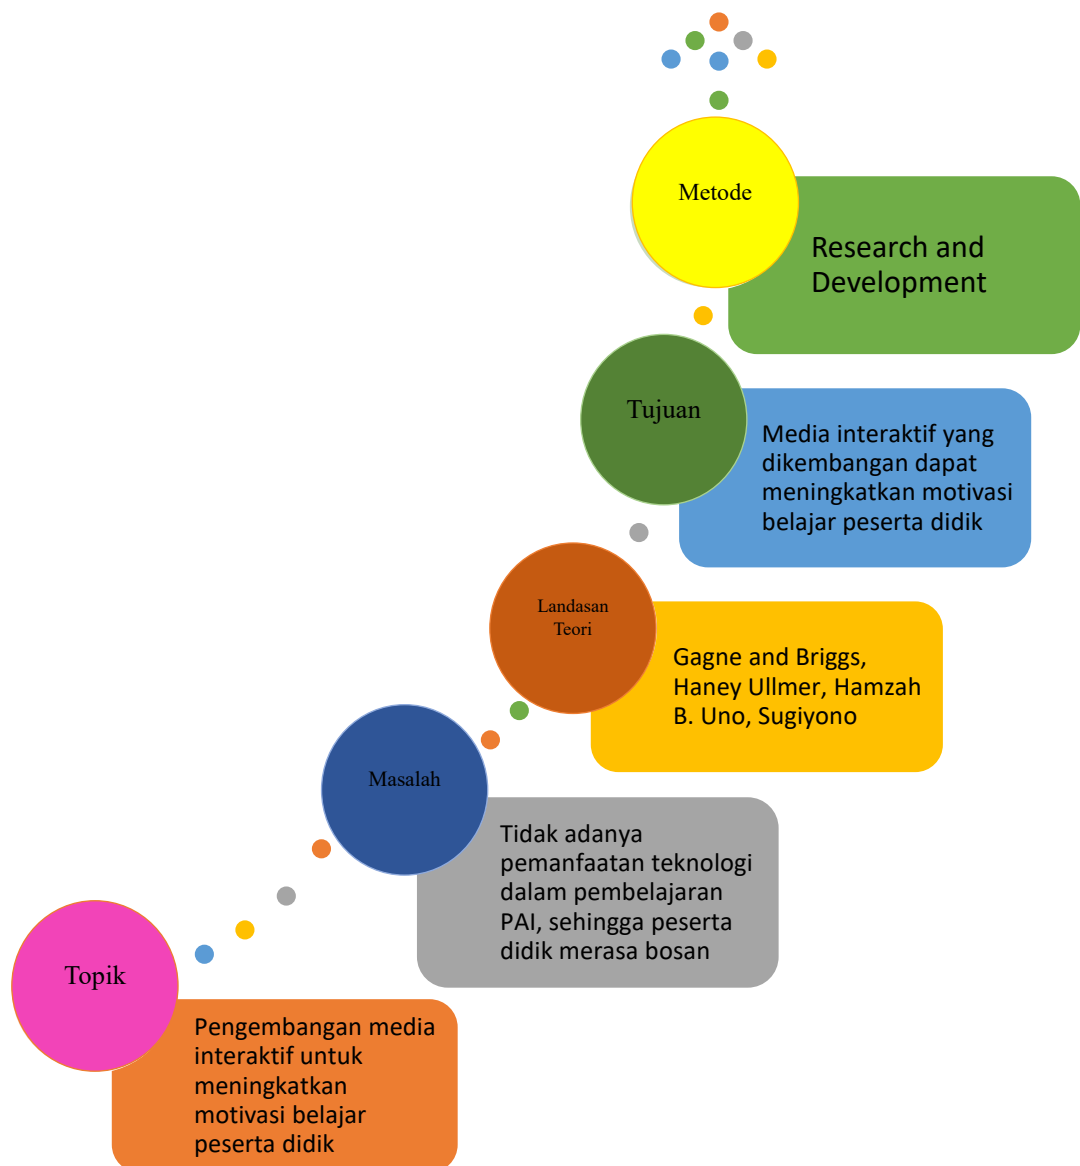 Metode
Research and
Development
Tujuan
Media interaktif yang
dikembangan dapat
meningkatkan motivasi
belajar peserta didik
Landasan
Teori
Gagne and Briggs,
Haney Ullmer, Hamzah
B. Uno, Sugiyono
Masalah
Tidak adanya
pemanfaatan teknologi
dalam pembelajaran
PAI, sehingga peserta
didik merasa bosan
Topik
Pengembangan media
interaktif untuk
meningkatkan
motivasi belajar
peserta didik